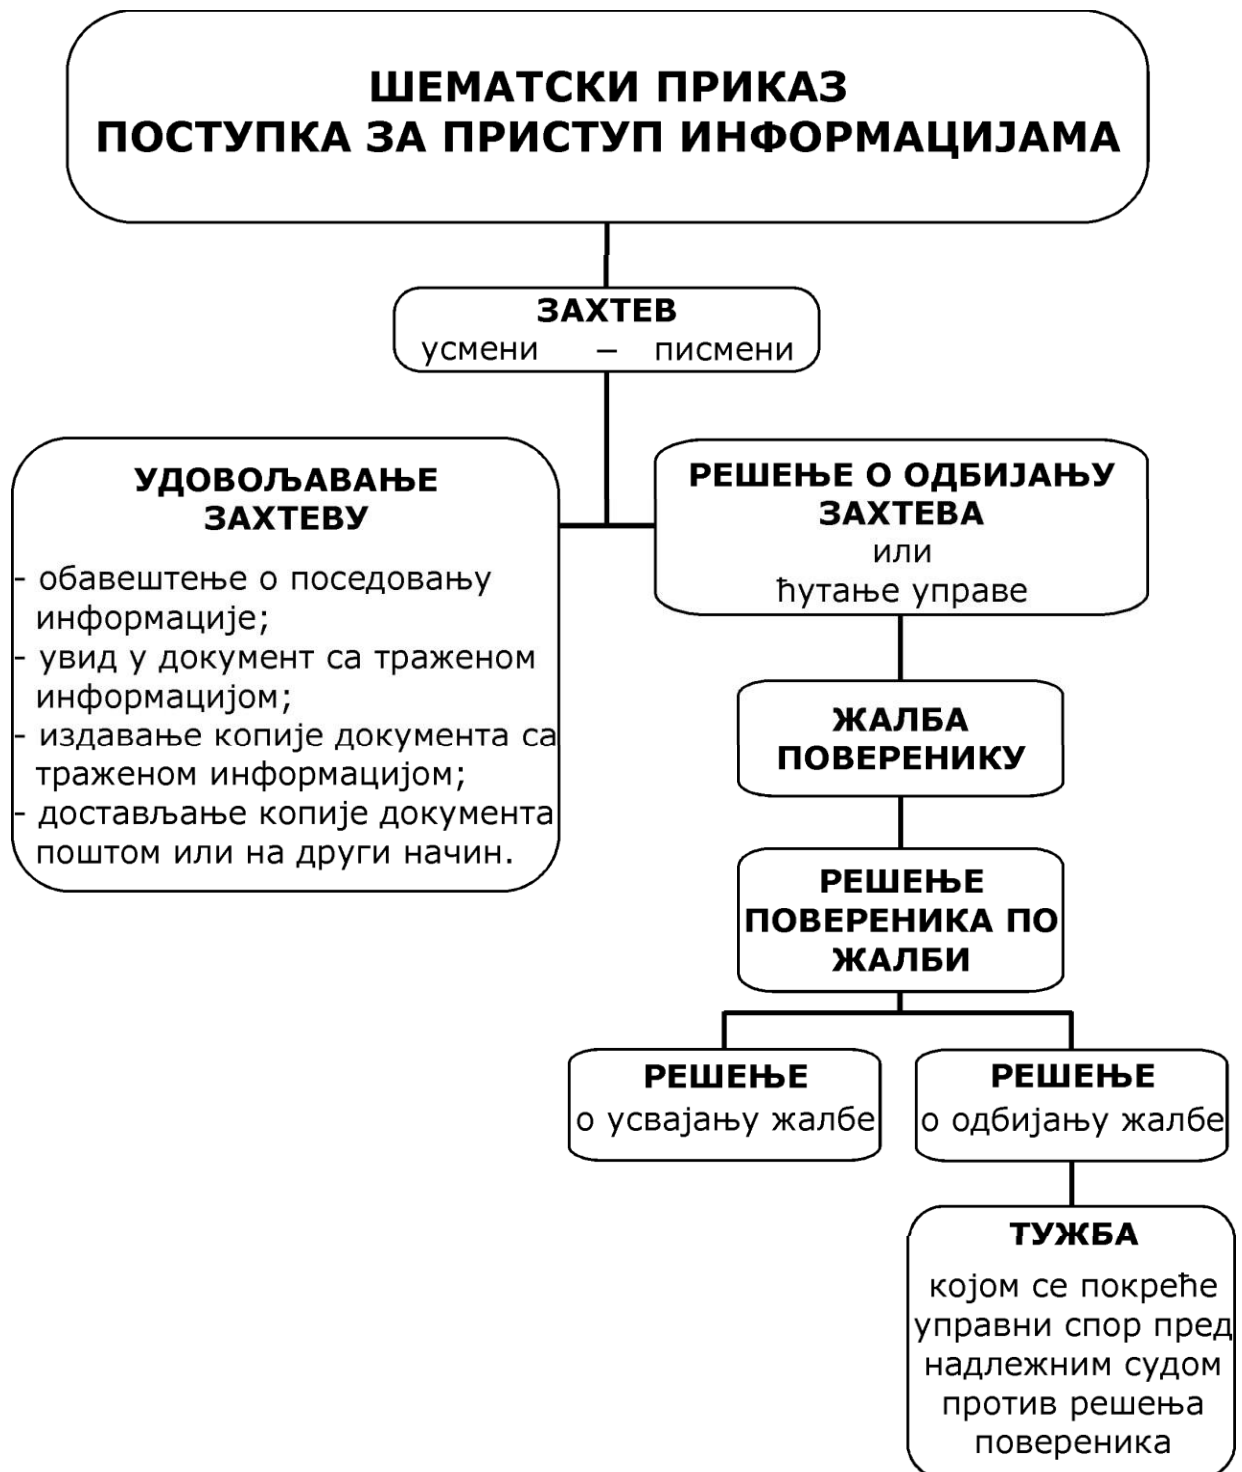 ШЕМАТСКИ ПРИКАЗ
ПОСТУПКА ЗА ПРИСТУП ИНФОРМАЦИЈАМА
ЗАХТЕВ
усмени – писмени
УДОВОЉАВАЊЕ
ЗАХТЕВУ
- обавештење о поседовању
информације;
- увид у документ са траженом
информацијом;
- издавање копије документа са
траженом информацијом;
- достављање копије документа
поштом или на други начин.
РЕШЕЊЕ О ОДБИЈАЊУ
ЗАХТЕВА
или
ћутање управе
ЖАЛБА
ПОВЕРЕНИКУ
РЕШЕЊЕ
ПОВЕРЕНИКА ПО
ЖАЛБИ
РЕШЕЊЕ
о усвајању жалбе
РЕШЕЊЕ
о одбијању жалбе
ТУЖБА
којом се покреће
управни спор пред
надлежним судом
против решења
повереника